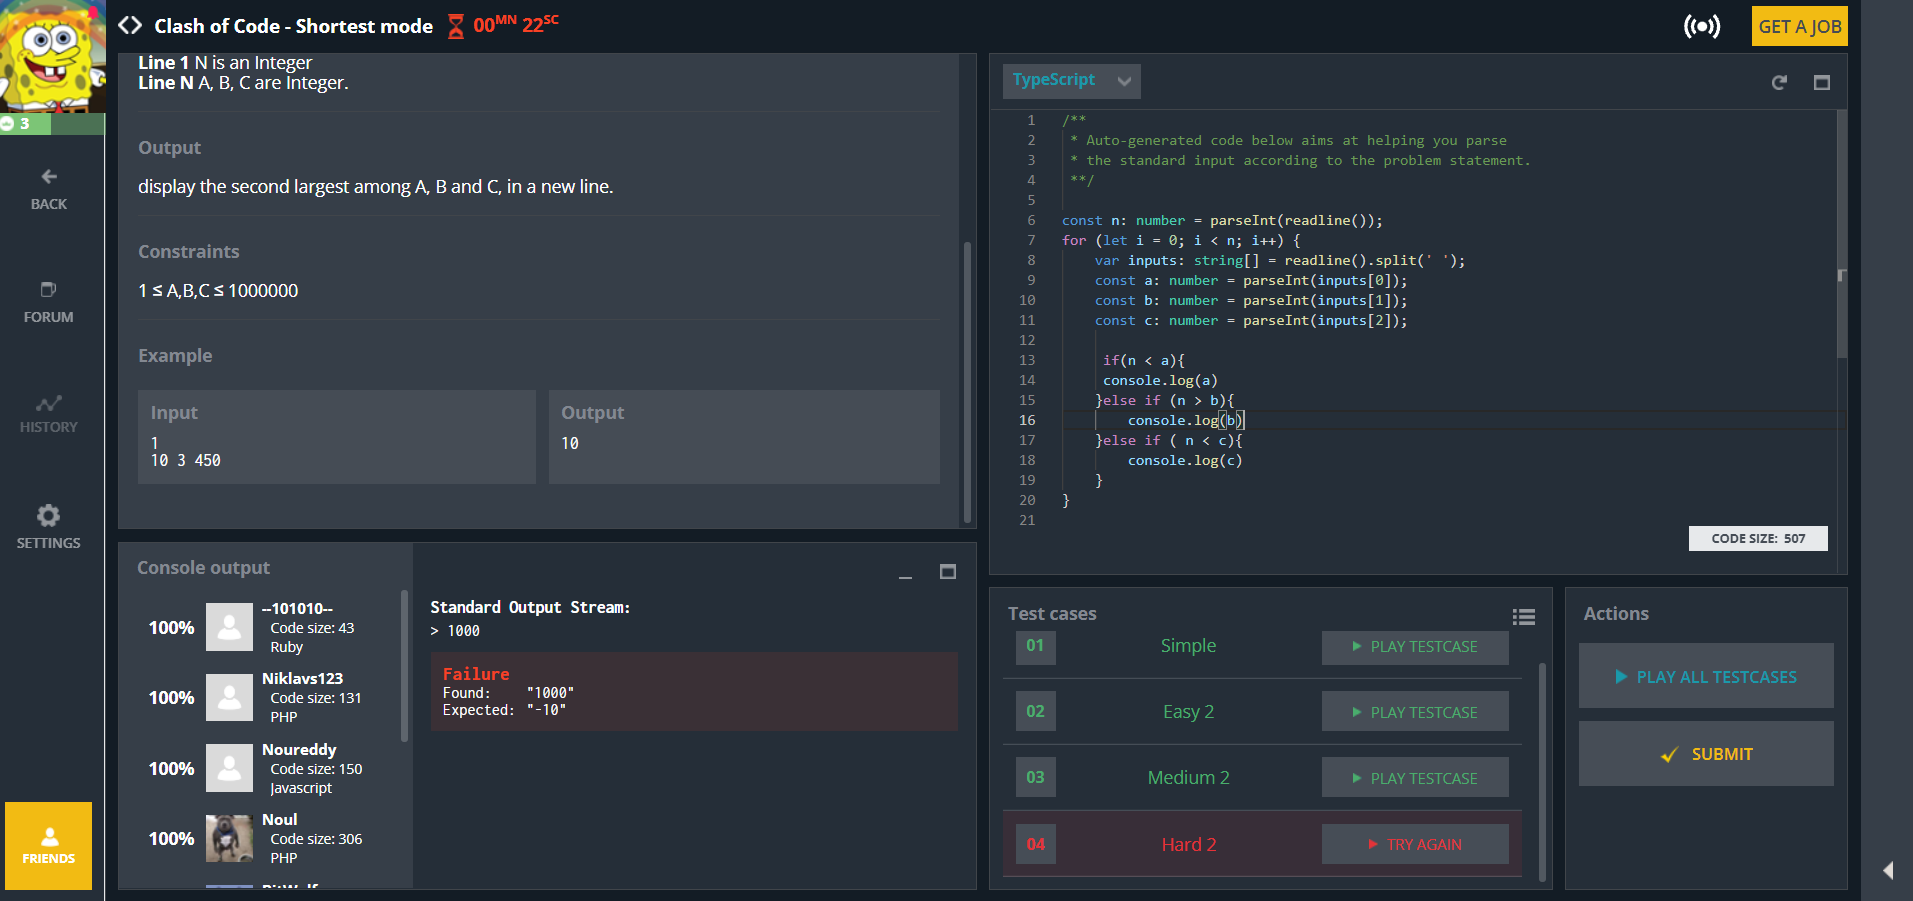 Clash of Code - Shortest mode 00MN 22SC
GET A JOB
3
BACK
FORUM
HISTORY
SETTINGS
FRIENDS
Line 1 N is an Integer
Line N A, B, C are Integer.
Output
display the second largest among A, B and C, in a new line.
Constraints
1 ≤ A,B,C ≤ 1000000
Example
Input
1
10 3 450
Output
10
Console output
100%
--101010--
Code size: 43
Ruby
100%
Niklavs123
Code size: 131
PHP
100%
Noureddy
Code size: 150
Javascript
100%
Noul
Code size: 306
PHP
Standard Output Stream:
> 1000
Failure
Found: "1000"
Expected: "-10"
TypeScript
1 /**
2 * Auto-generated code below aims at helping you parse
3 * the standard input according to the problem statement.
4 **/
5
6 const n: number = parseInt(readline());
7 for (let i = 0; i < n; i++) {
8 var inputs: string[] = readline().split(' ');
9 const a: number = parseInt(inputs[0]);
10 const b: number = parseInt(inputs[1]);
11 const c: number = parseInt(inputs[2]);
12
13 if(n < a){
14 console.log(a)
15 }else if (n > b){
16 console.log(b)
17 }else if ( n < c){
18 console.log(c)
19 }
20 }
21
CODE SIZE: 507
Test cases
01 Simple PLAY TESTCASE
02 Easy 2 PLAY TESTCASE
03 Medium 2 PLAY TESTCASE
04 Hard 2 TRY AGAIN
Actions
PLAY ALL TESTCASES
SUBMIT